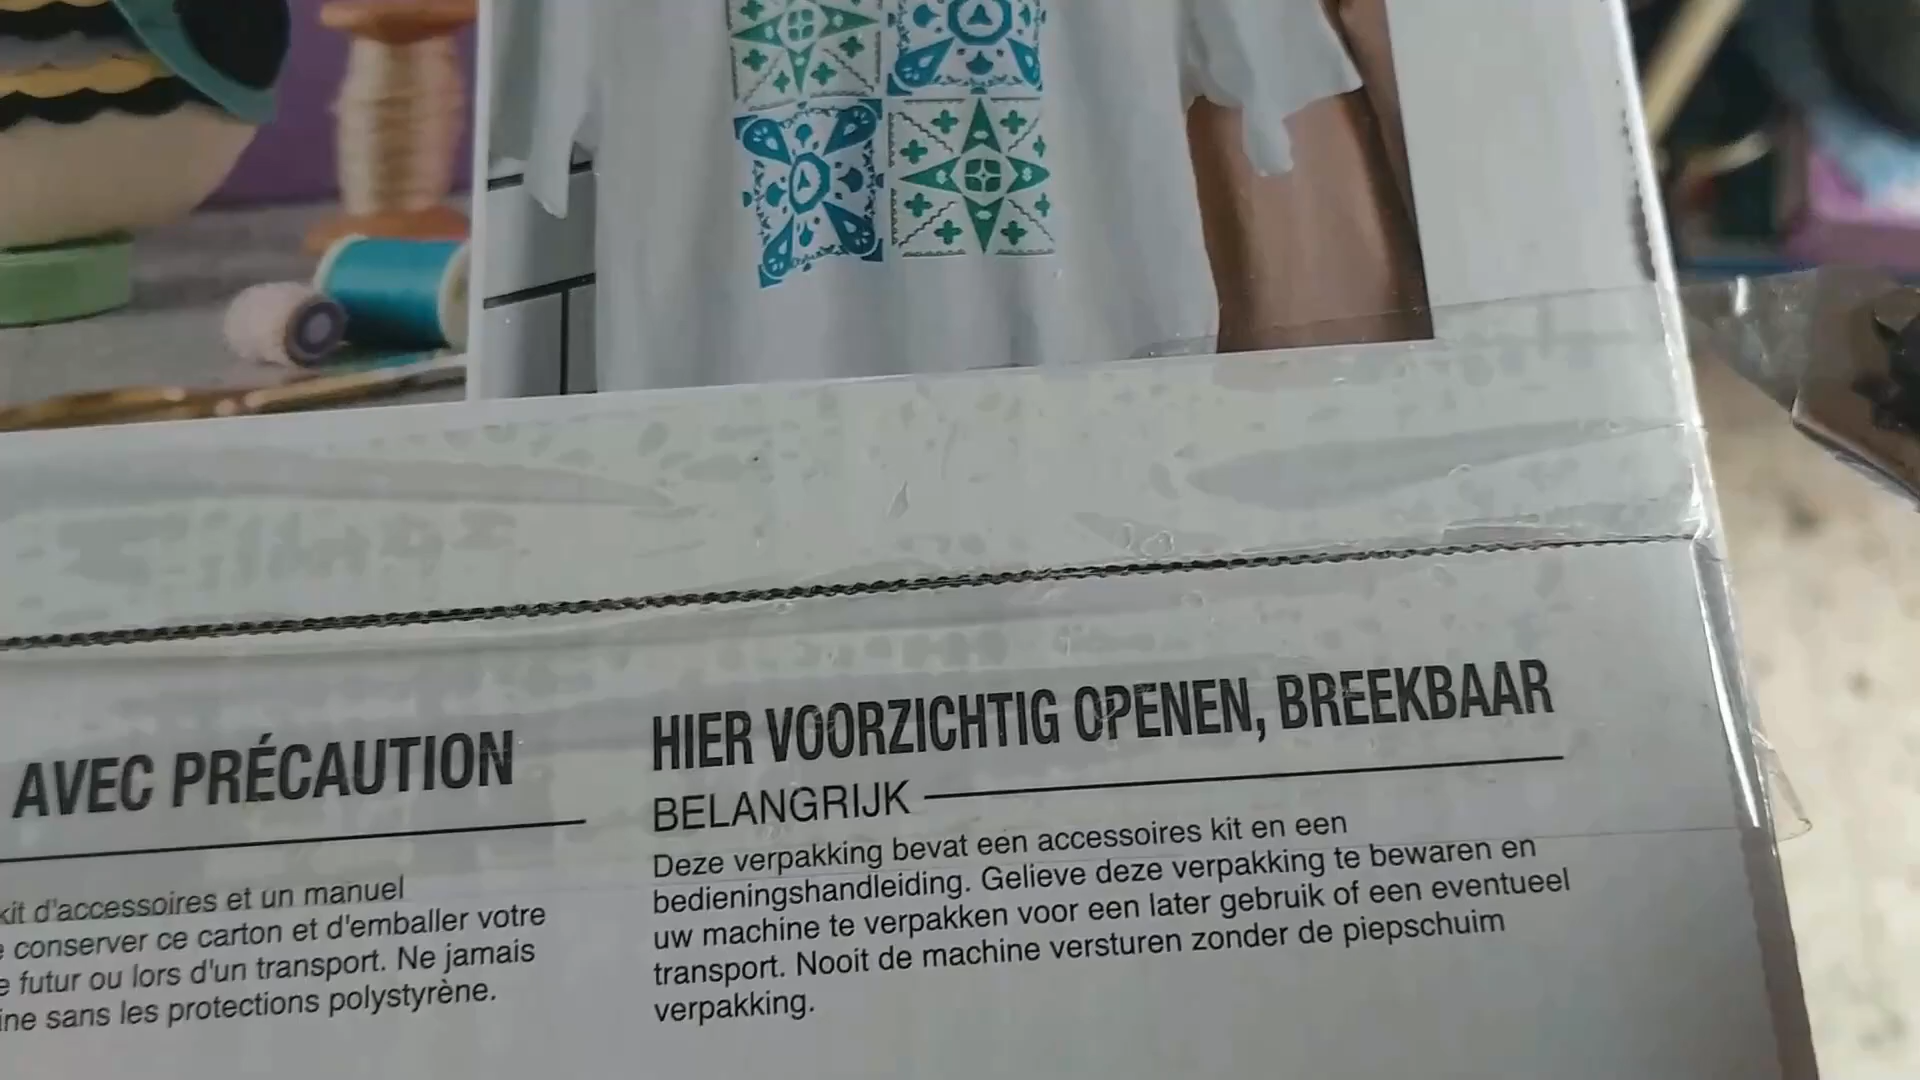 AVEC PRÉCAUTION
kit d'accessoires et un manuel
conserver ce carton et d'emballer votre
futur ou lors d'un transport. Ne jamais
sans les protections polystyrène.
HIER VOORZICHTIG OPENEN, BREEKBAAR
BELANGRIJK
Deze verpakking bevat een accessoires kit en een
bedieningshandleiding. Gelieve deze verpakking te bewaren en
uw machine te verpakken voor een later gebruik of een eventueel
transport. Nooit de machine versturen zonder de piepschuim
verpakking.